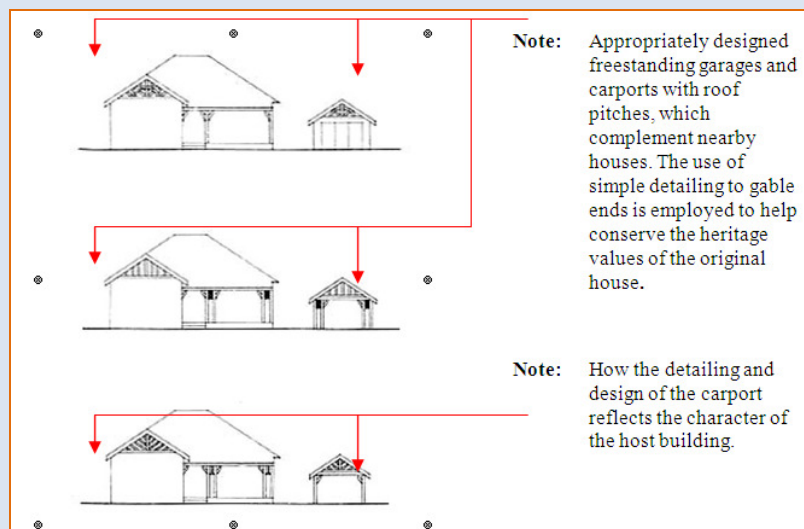 Note: Appropriately designed
freestanding garages and
carports with roof
pitches, which
complement nearby
houses. The use of
simple detailing to gable
ends is employed to help
conserve the heritage
values of the original
house.
Note: How the detailing and
design of the carport
reflects the character of
the host building.